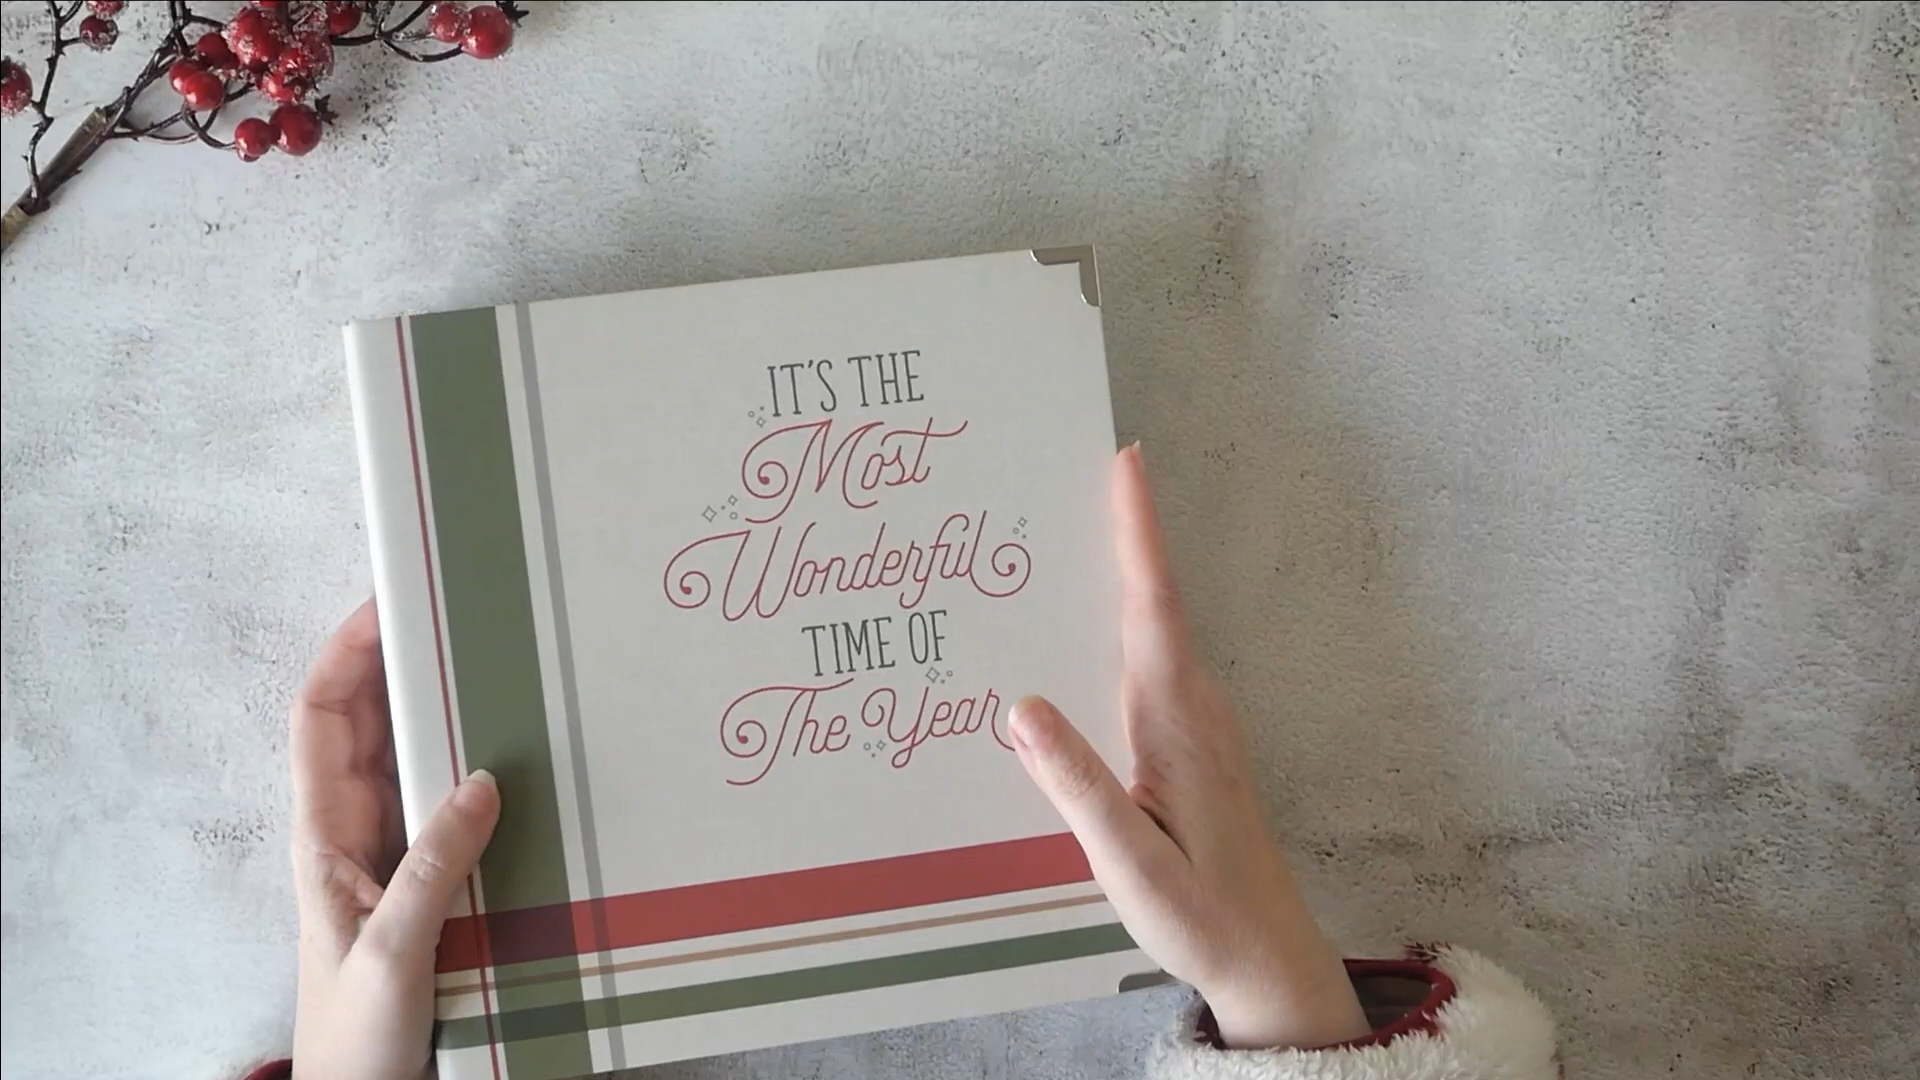 IT'S THE
Most
Wonderful
TIME OF
The Year